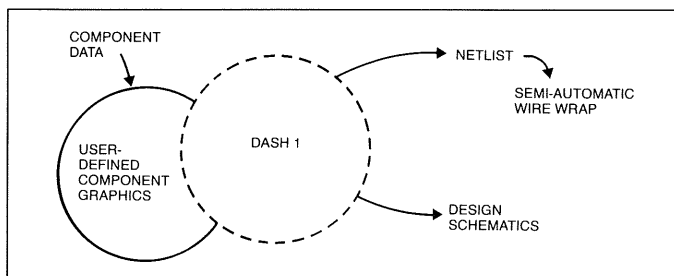 COMPONENT
DATA
USER-
DEFINED
COMPONENT
GRAPHICS
DASH 1
NETLIST
SEMI-AUTOMATIC
WIRE WRAP
DESIGN
SCHEMATICS